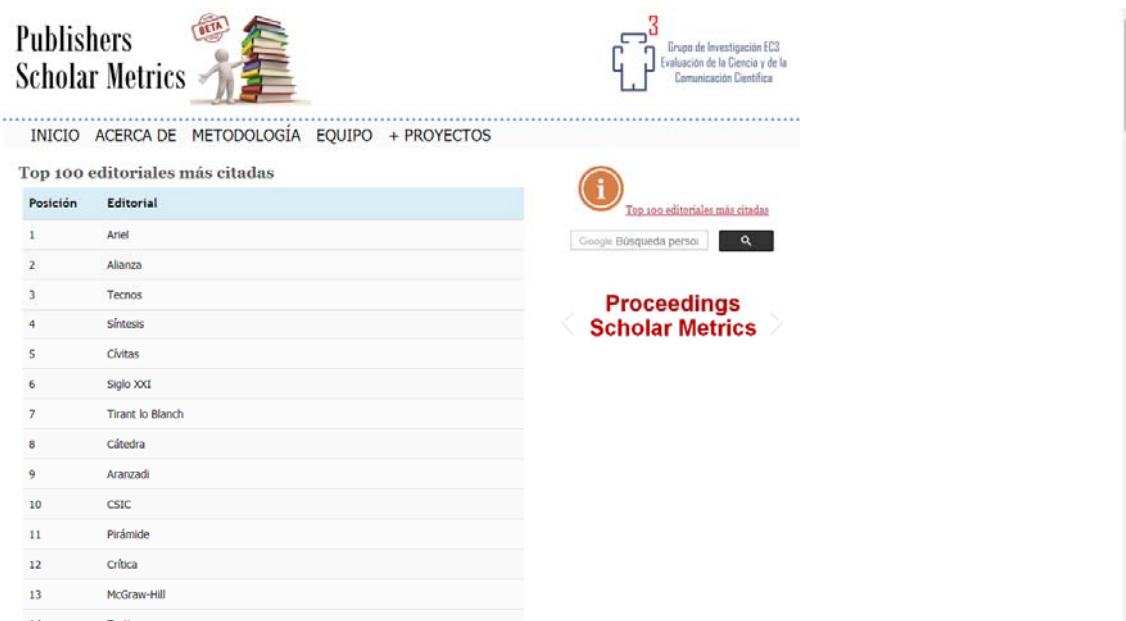 Publishers
Scholar Metrics
BETA
3
Grupo de Investigación EC3
Evaluación de la Ciencia y de la
Comunicación Científica
INICIO ACERCA DE METODOLOGÍA EQUIPO + PROYECTOS
Top 100 editoriales más citadas
Posición Editorial
1 Ariel
2 Alianza
3 Tecnos
4 Síntesis
5 Cívitas
6 Siglo XXI
7 Tirant lo Blanch
8 Cátedra
9 Aranzadi
10 CSIC
11 Pirámide
12 Crítica
13 McGraw-Hill
i
Top 100 editoriales más citadas
Google Búsqueda person
Proceedings
Scholar Metrics